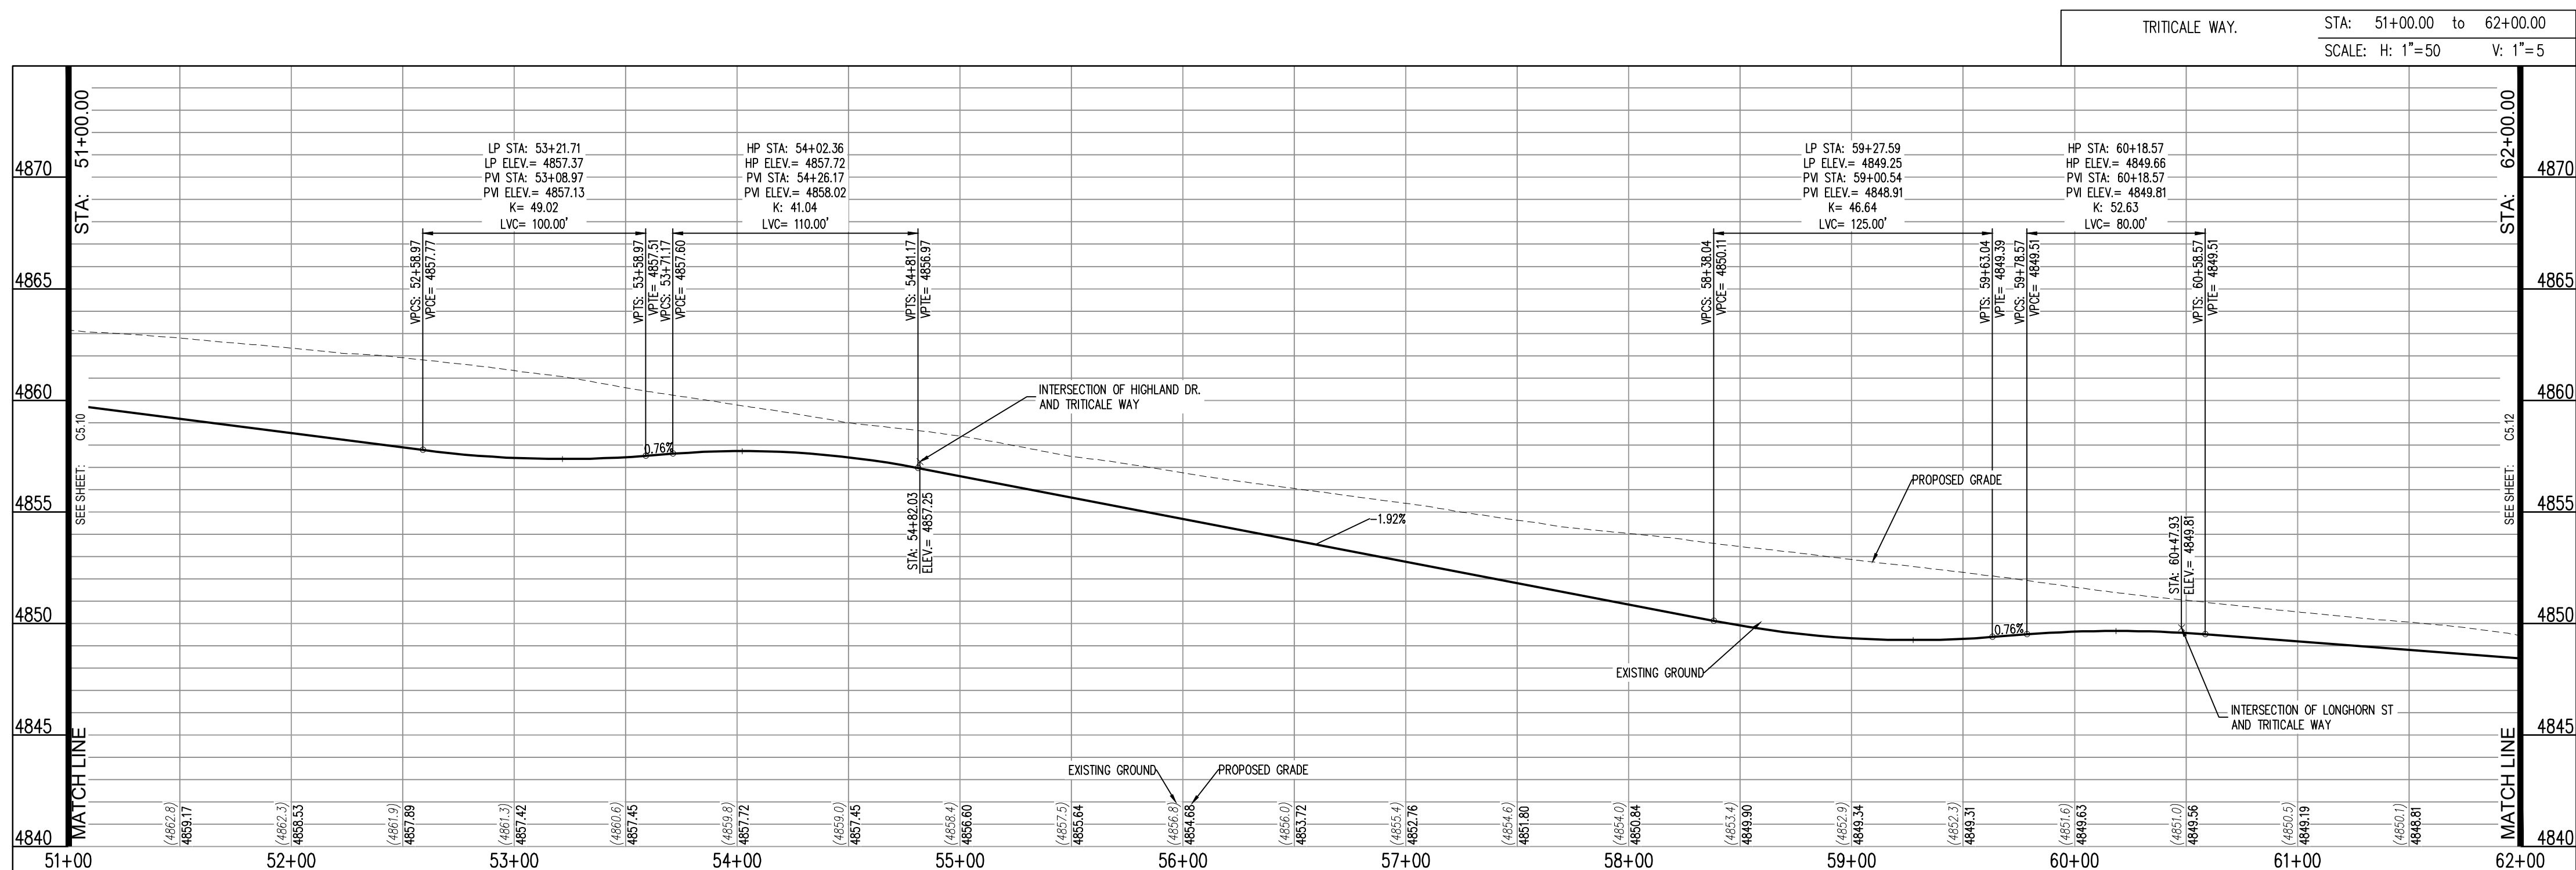 TRITICALE WAY.
STA: 51+00.00 to 62+00.00
SCALE: H: 1"=50 V: 1"=5
STA: 51+00.00
SEE SHEET: C5.10
MATCH LINE
4870
4865
4860
4855
4850
4845
4840
LP STA: 53+21.71
LP ELEV.= 4857.37
PVI STA: 53+08.97
PVI ELEV.= 4857.13
K= 49.02
LVC= 100.00'
VPCS: 52+58.97
VPCE= 4857.77
VPTS: 53+58.97
VPTE= 4857.51
HP STA: 54+02.36
HP ELEV.= 4857.72
PVI STA: 54+26.17
PVI ELEV.= 4858.02
K: 41.04
LVC= 110.00'
VPCS: 53+71.17
VPCE= 4857.60
VPTS: 54+81.17
VPTE= 4856.97
0.76%
INTERSECTION OF HIGHLAND DR.
AND TRITICALE WAY
STA: 54+82.03
ELEV.= 4857.25
-1.92%
LP STA: 59+27.59
LP ELEV.= 4849.25
PVI STA: 59+00.54
PVI ELEV.= 4848.91
K= 46.64
LVC= 125.00'
VPCS: 58+38.04
VPCE= 4850.11
VPTS: 59+63.04
VPTE= 4849.39
HP STA: 60+18.57
HP ELEV.= 4849.66
PVI STA: 60+18.57
PVI ELEV.= 4849.81
K: 52.63
LVC= 80.00'
VPCS: 59+78.57
VPCE= 4849.51
VPTS: 60+58.57
VPTE= 4849.51
PROPOSED GRADE
0.76%
EXISTING GROUND
STA: 60+47.93
ELEV.= 4849.81
INTERSECTION OF LONGHORN ST
AND TRITICALE WAY
STA: 62+00.00
SEE SHEET: C5.12
MATCH LINE
4870
4865
4860
4855
4850
4845
4840
EXISTING GROUND
PROPOSED GRADE
(4862.8)
4859.17
(4862.3)
4858.53
(4861.9)
4857.89
(4861.3)
4857.42
(4860.6)
4857.45
(4859.8)
4857.72
(4859.0)
4857.45
(4858.4)
4856.60
(4857.5)
4855.64
(4856.8)
4854.68
(4856.0)
4853.72
(4855.4)
4852.76
(4854.6)
4851.80
(4854.0)
4850.84
(4853.4)
4849.90
(4852.9)
4849.34
(4852.3)
4849.31
(4851.6)
4849.63
(4851.0)
4849.56
(4850.5)
4849.19
(4850.1)
4848.81
51+00 52+00 53+00 54+00 55+00 56+00 57+00 58+00 59+00 60+00 61+00 62+00